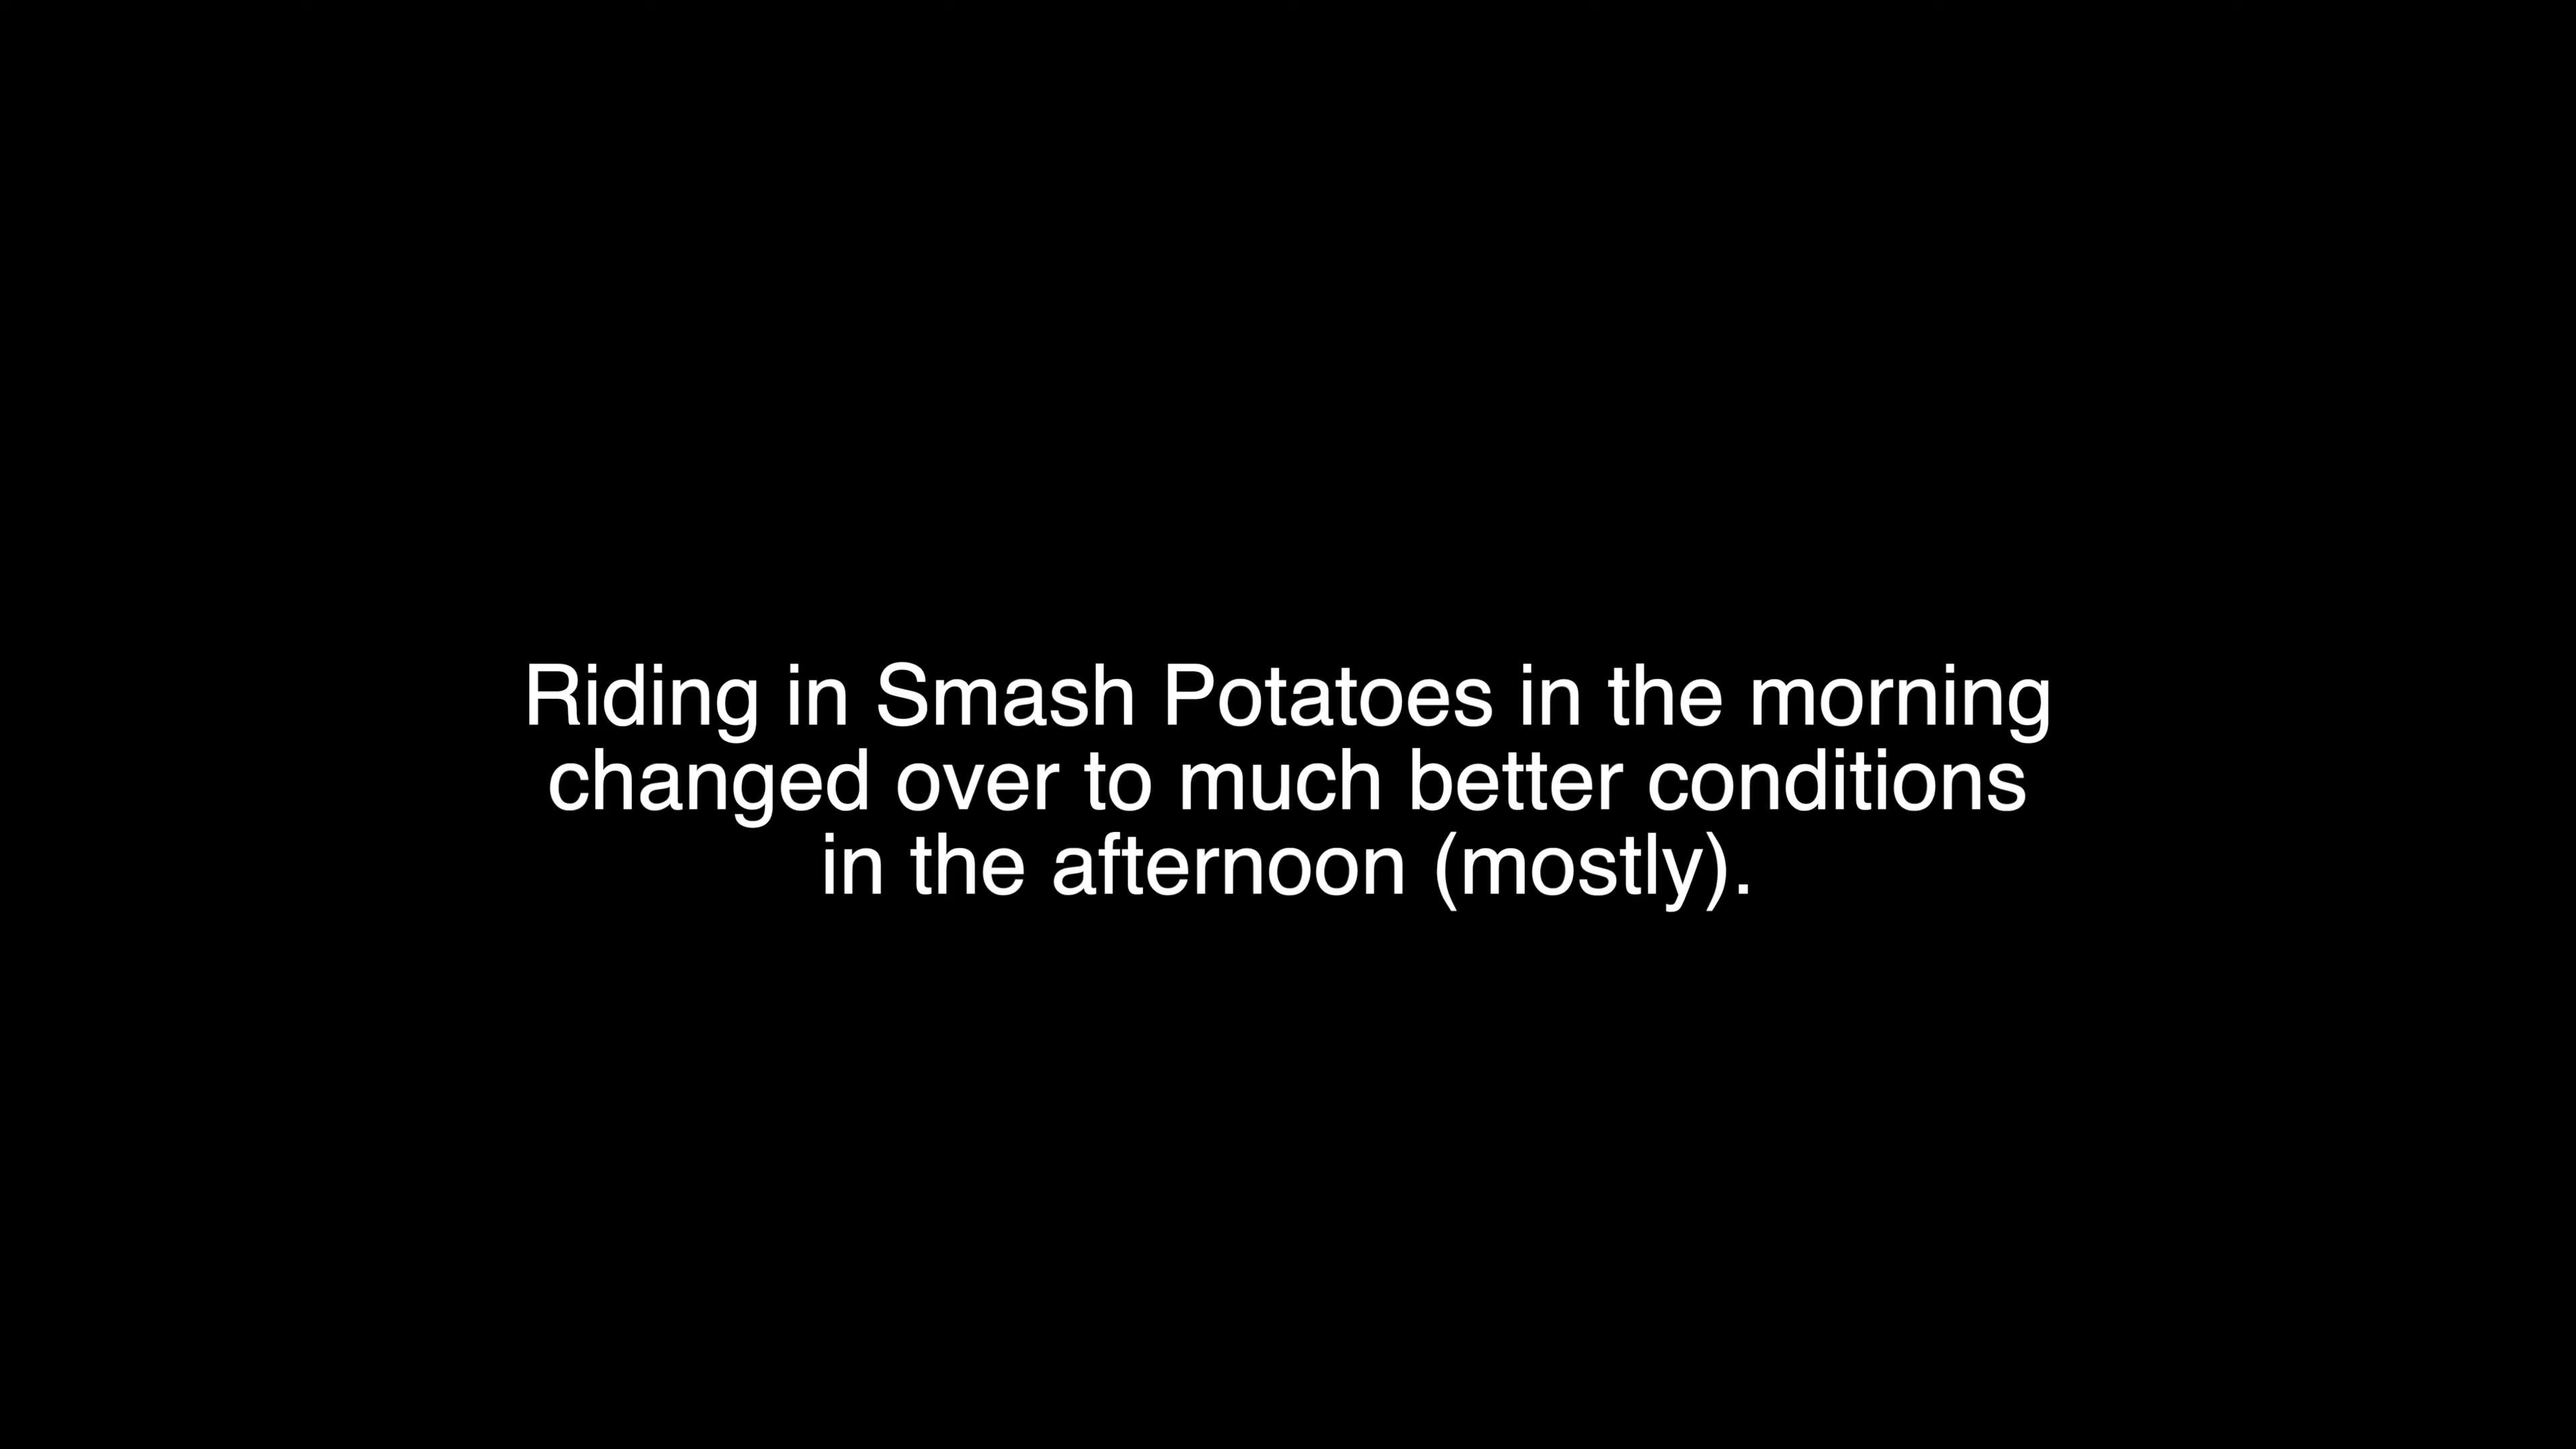 Riding in Smash Potatoes in the morning
changed over to much better conditions
in the afternoon (mostly).